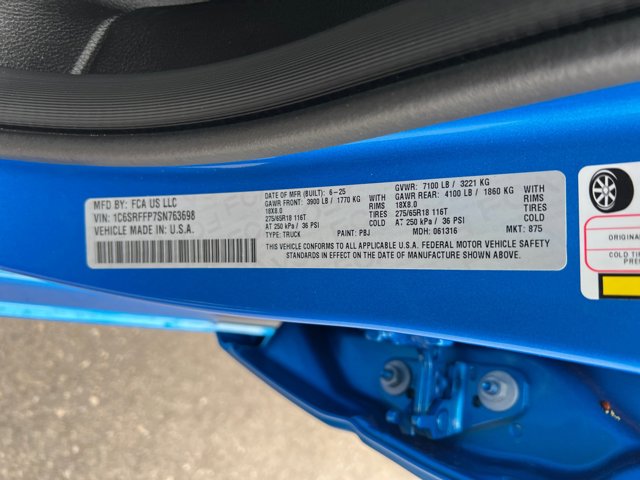 MFD BY: FCA US LLC
VIN: 1C6SRFFP7SN763698
VEHICLE MADE IN: U.S.A.
DATE OF MFR (BUILT): 6-25
GAWR FRONT: 3900 LB / 1770 KG WITH
18X8.0 RIMS
275/65R18 116T TIRES
AT 250 kPa / 36 PSI
TYPE: TRUCK PAINT: PBJ
GVWR: 7100 LB / 3221 KG
GAWR REAR: 4100 LB / 1860 KG WITH
18X8.0 RIMS
275/65R18 116T TIRES
AT 250 kPa / 36 PSI
MDH: 061316 MKT: 875
THIS VEHICLE CONFORMS TO ALL APPLICABLE U.S.A. FEDERAL MOTOR VEHICLE SAFETY
STANDARDS IN EFFECT ON THE DATE OF MANUFACTURE SHOWN ABOVE.
ORIGINA
COLD TI
PRE